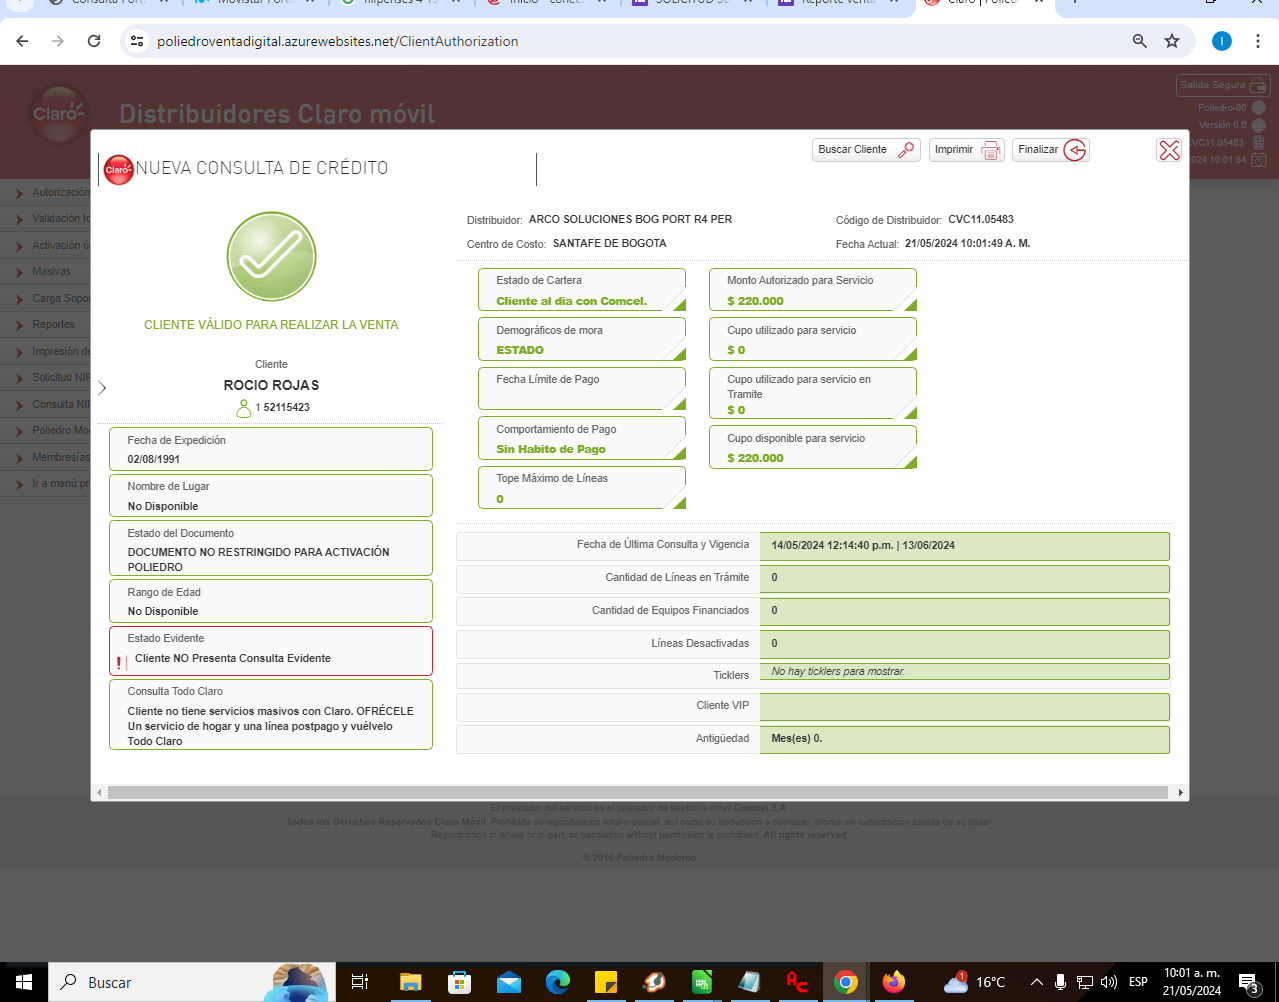 poliedroventadigital.azurewebsites.net/ClientAuthorization
Claro
Distribuidores Claro móvil
Salida Segura
Poliedro-00
Versión 6.6
CVC11.05483
2024 10:01:54
Autorización
Validación
Activación ú
Masivas
Carga Sopo
Reportes
Impresión de
Solicitud NIP
Consulta NIP
Poliedro Mo
Membresías
Ir a menú pr
Claro
NUEVA CONSULTA DE CRÉDITO
Buscar Cliente
Imprimir
Finalizar
CLIENTE VÁLIDO PARA REALIZAR LA VENTA
Cliente
ROCIO ROJAS
1 52115423
Fecha de Expedición
02/08/1991
Nombre de Lugar
No Disponible
Estado del Documento
DOCUMENTO NO RESTRINGIDO PARA ACTIVACIÓN
POLIEDRO
Rango de Edad
No Disponible
Estado Evidente
! Cliente NO Presenta Consulta Evidente
Consulta Todo Claro
Cliente no tiene servicios masivos con Claro. OFRÉCELE
Un servicio de hogar y una línea postpago y vuélvelo
Todo Claro
Distribuidor: ARCO SOLUCIONES BOG PORT R4 PER
Código de Distribuidor: CVC11.05483
Centro de Costo: SANTAFE DE BOGOTA
Fecha Actual: 21/05/2024 10:01:49 A. M.
Estado de Cartera
Cliente al dia con Comcel.
Demográficos de mora
ESTADO
Fecha Límite de Pago
Comportamiento de Pago
Sin Habito de Pago
Tope Máximo de Líneas
0
Monto Autorizado para Servicio
$ 220.000
Cupo utilizado para servicio
$ 0
Cupo utilizado para servicio en
Tramite
$ 0
Cupo disponible para servicio
$ 220.000
Fecha de Última Consulta y Vigencia 14/05/2024 12:14:40 p.m. | 13/06/2024
Cantidad de Líneas en Trámite 0
Cantidad de Equipos Financiados 0
Líneas Desactivadas 0
Ticklers No hay ticklers para mostrar.
Cliente VIP
Antigüedad Mes(es) 0.
El prestador del servicio es el operador de telefonía móvil Comcel S.A.
Todos los Derechos Reservados Claro Móvil. Prohibida su reproducción total o parcial, así como su traducción a cualquier idioma sin autorización escrita de su titular.
Reproduction in whole or in part, or translation without permission is prohibited. All rights reserved
© 2016 Poliedro Moderno
Buscar
1
16°C
ESP
10:01 a. m.
21/05/2024
3